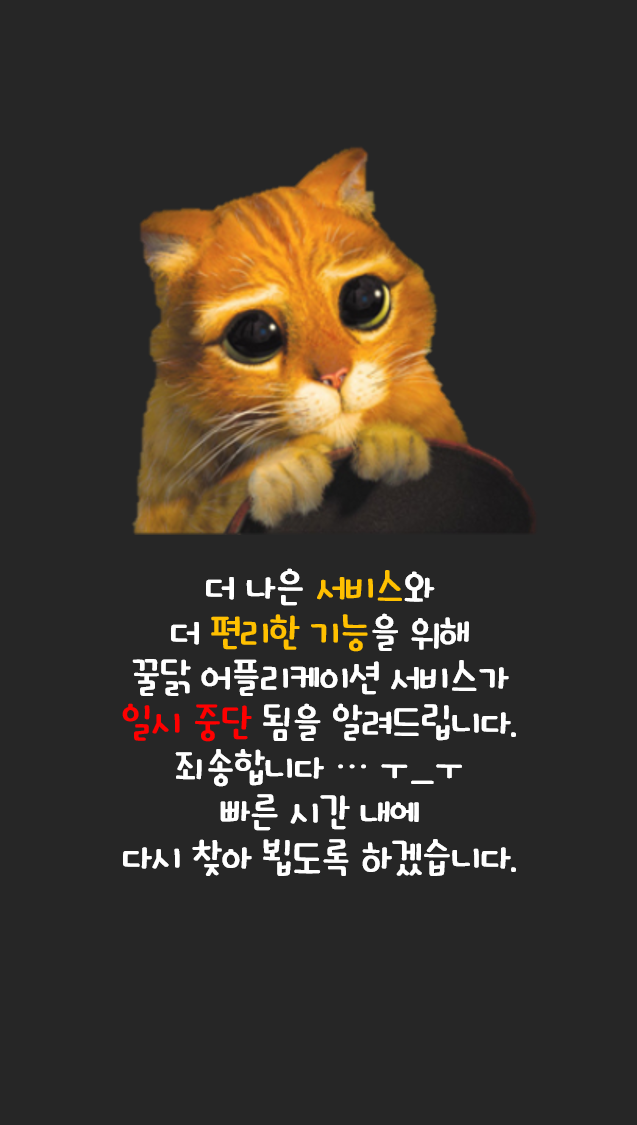 더 나은 서비스와
더 편리한 기능을 위해
꿀닭 어플리케이션 서비스가
일시 중단 됨을 알려드립니다.
죄송합니다 … ㅜ_ㅜ
빠른 시간 내에
다시 찾아 뵙도록 하겠습니다.